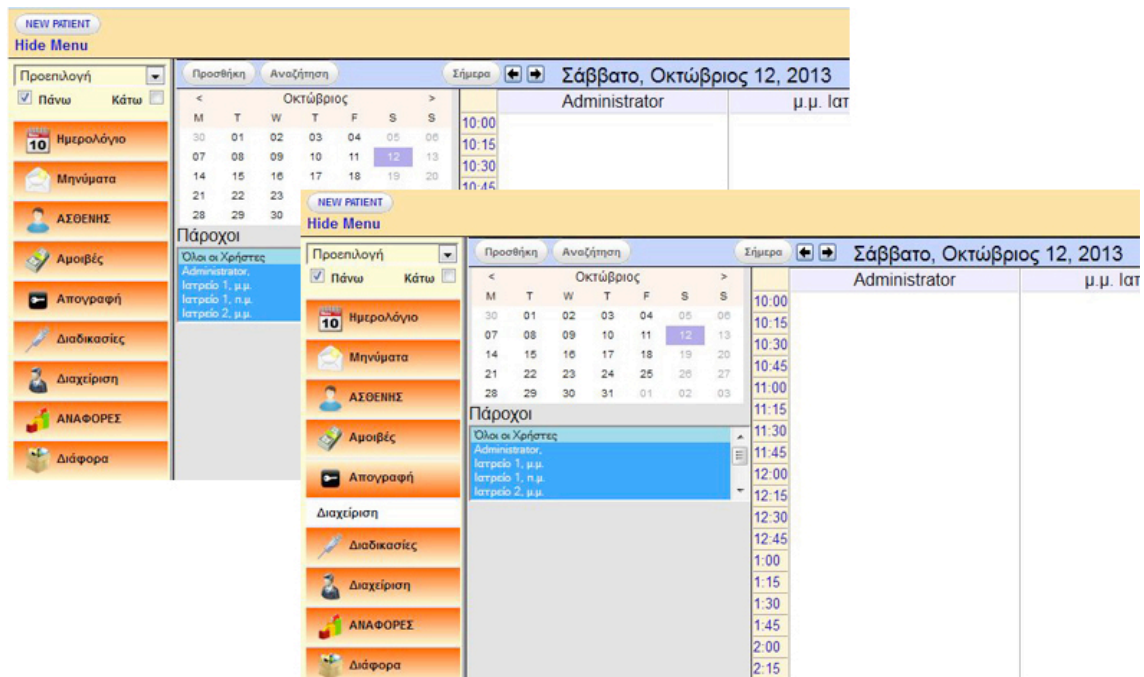 NEW PATIENT
Hide Menu
Προεπιλογή
Πάνω Κάτω
Ημερολόγιο
Μηνύματα
ΑΣΘΕΝΗΣ
Αμοιβές
Απογραφή
Διαδικασίες
Διαχείριση
ΑΝΑΦΟΡΕΣ
Διάφορα
Προσθήκη Αναζήτηση Σήμερα Σάββατο, Οκτώβριος 12, 2013
< Οκτώβριος >
M T W T F S S
30 01 02 03 04 05 06
07 08 09 10 11 12 13
14 15 16 17 18 19 20
21 22 23
28 29 30
Πάροχοι
Όλοι οι Χρήστες
Administrator,
Ιατρείο 1, μ.μ.
Ιατρείο 1, π.μ.
Ιατρείο 2, μ.μ.
Administrator μ.μ. Ιατ
10:00
10:15
10:30
10:45
NEW PATIENT
Hide Menu
Προεπιλογή
Πάνω Κάτω
10 Ημερολόγιο
Μηνύματα
ΑΣΘΕΝΗΣ
Αμοιβές
Απογραφή
Διαχείριση
Διαδικασίες
Διαχείριση
ΑΝΑΦΟΡΕΣ
Διάφορα
Προσθήκη Αναζήτηση Σήμερα Σάββατο, Οκτώβριος 12, 2013
< Οκτώβριος >
M T W T F S S
30 01 02 03 04 05 06
07 08 09 10 11 12 13
14 15 16 17 18 19 20
21 22 23 24 25 26 27
28 29 30 31 01 02 03
Πάροχοι
Όλοι οι Χρήστες
Administrator,
Ιατρείο 1, μ.μ.
Ιατρείο 1, π.μ.
Ιατρείο 2, μ.μ.
Administrator μ.μ. Ιατ
10:00
10:15
10:30
10:45
11:00
11:15
11:30
11:45
12:00
12:15
12:30
12:45
1:00
1:15
1:30
1:45
2:00
2:15